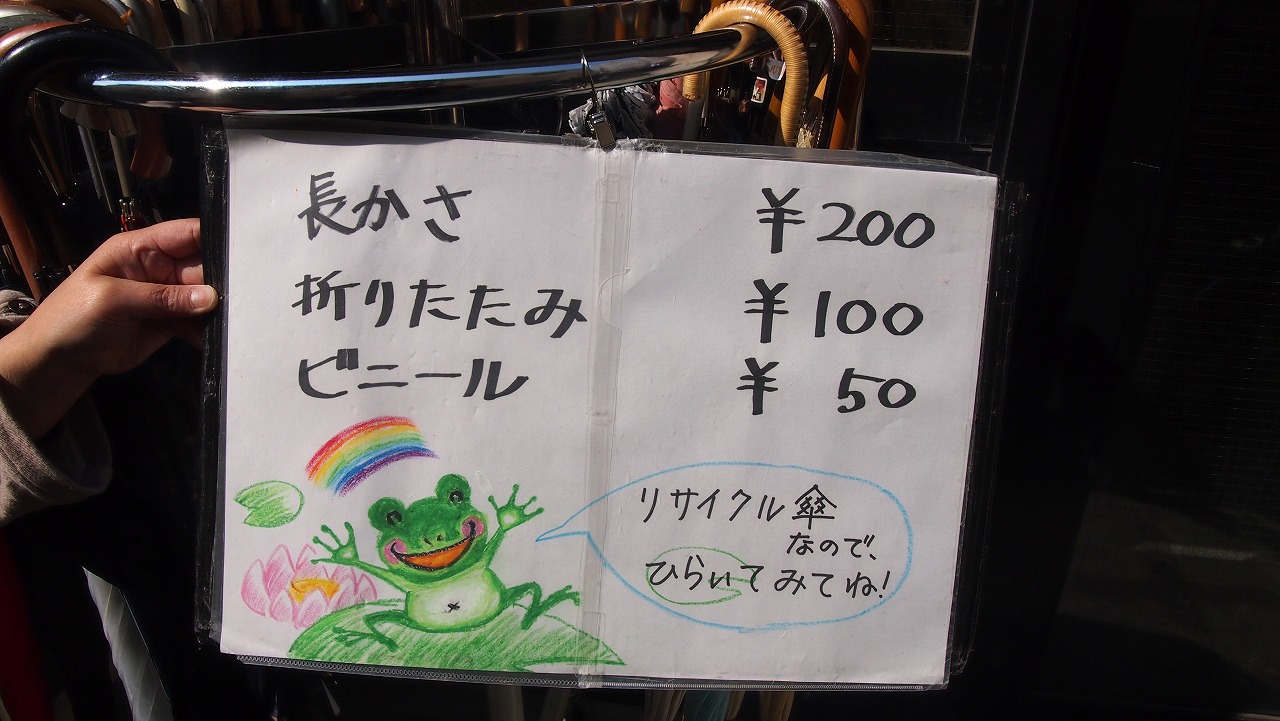 長かさ ¥200
折りたたみ ¥100
ビニール ¥50
リサイクル傘
なので、
ひらいてみてね!